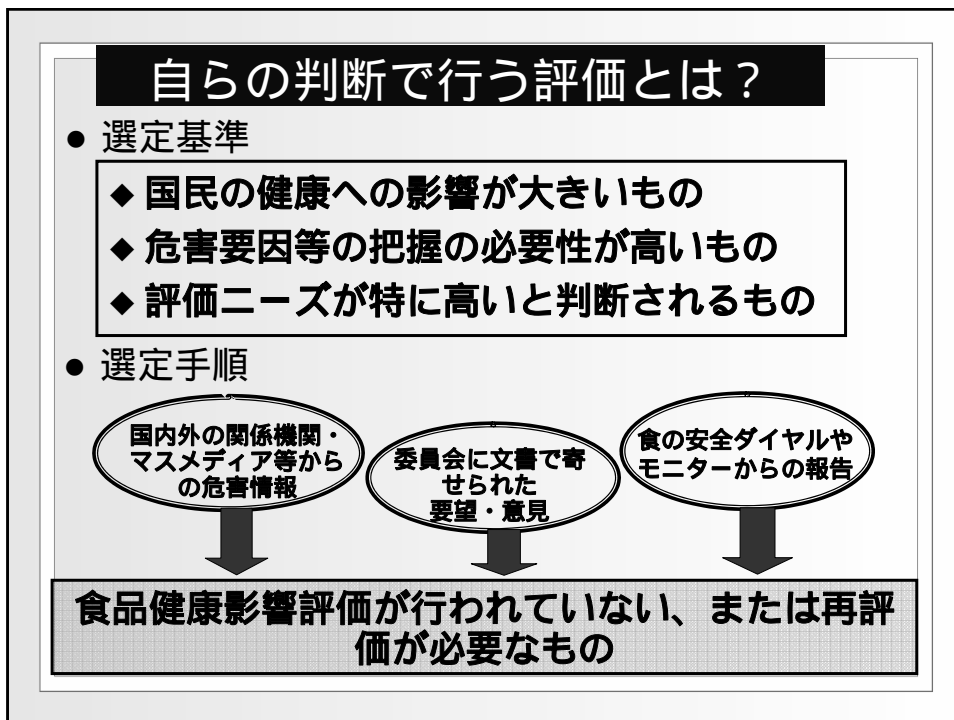 自らの判断で行う評価とは？
● 選定基準
◆ 国民の健康への影響が大きいもの
◆ 危害要因等の把握の必要性が高いもの
◆ 評価ニーズが特に高いと判断されるもの
● 選定手順
国内外の関係機関・
マスメディア等から
の危害情報
委員会に文書で寄
せられた
要望・意見
食の安全ダイヤルや
モニターからの報告
食品健康影響評価が行われていない、または再評
価が必要なもの